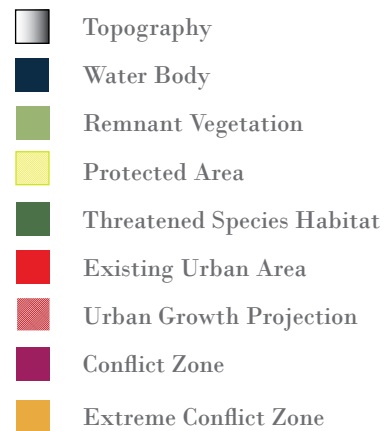 Topography
Water Body
Remnant Vegetation
Protected Area
Threatened Species Habitat
Existing Urban Area
Urban Growth Projection
Conflict Zone
Extreme Conflict Zone